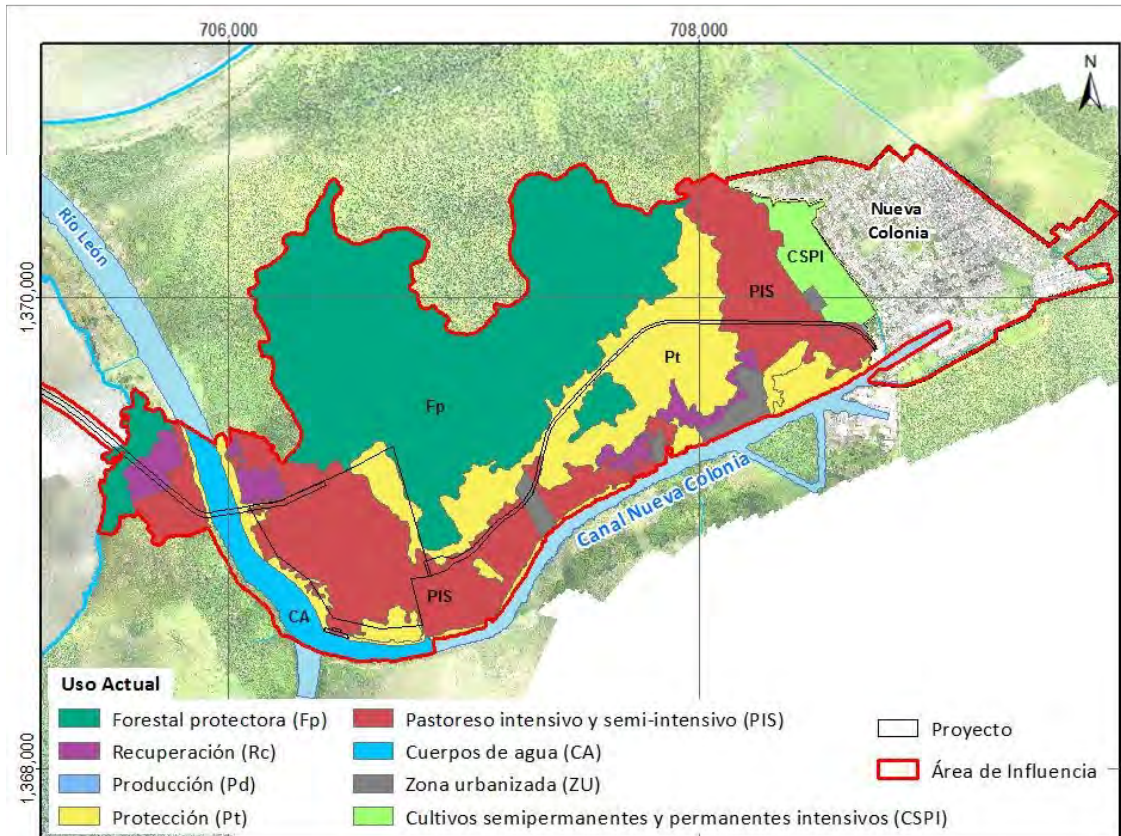 706,000
708,000
N
Río León
Nueva
Colonia
CSPI
1,370,000
PIS
Pt
Fp
Canal Nueva Colonia
PIS
CA
Uso Actual
Forestal protectora (Fp)
Pastoreso intensivo y semi-intensivo (PIS)
Proyecto
Recuperación (Rc)
Cuerpos de agua (CA)
Área de Influencia
Producción (Pd)
Zona urbanizada (ZU)
1,368,000
Protección (Pt)
Cultivos semipermanentes y permanentes intensivos (CSPI)